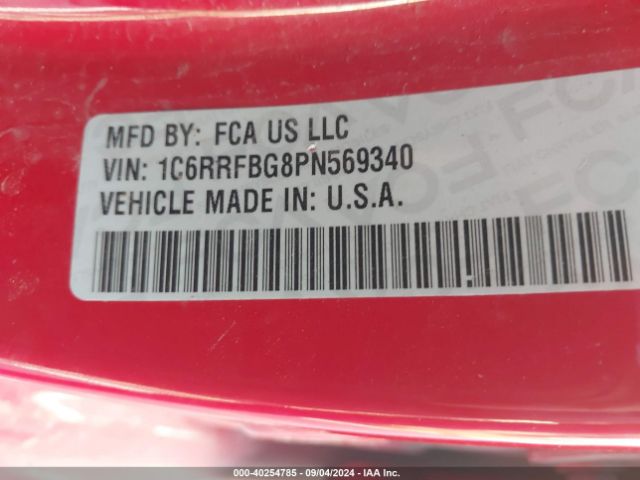 MFD BY: FCA US LLC
VIN: 1C6RRFBG8PN569340
VEHICLE MADE IN: U.S.A.
000-40254785 - 09/04/2024 - IAA Inc.